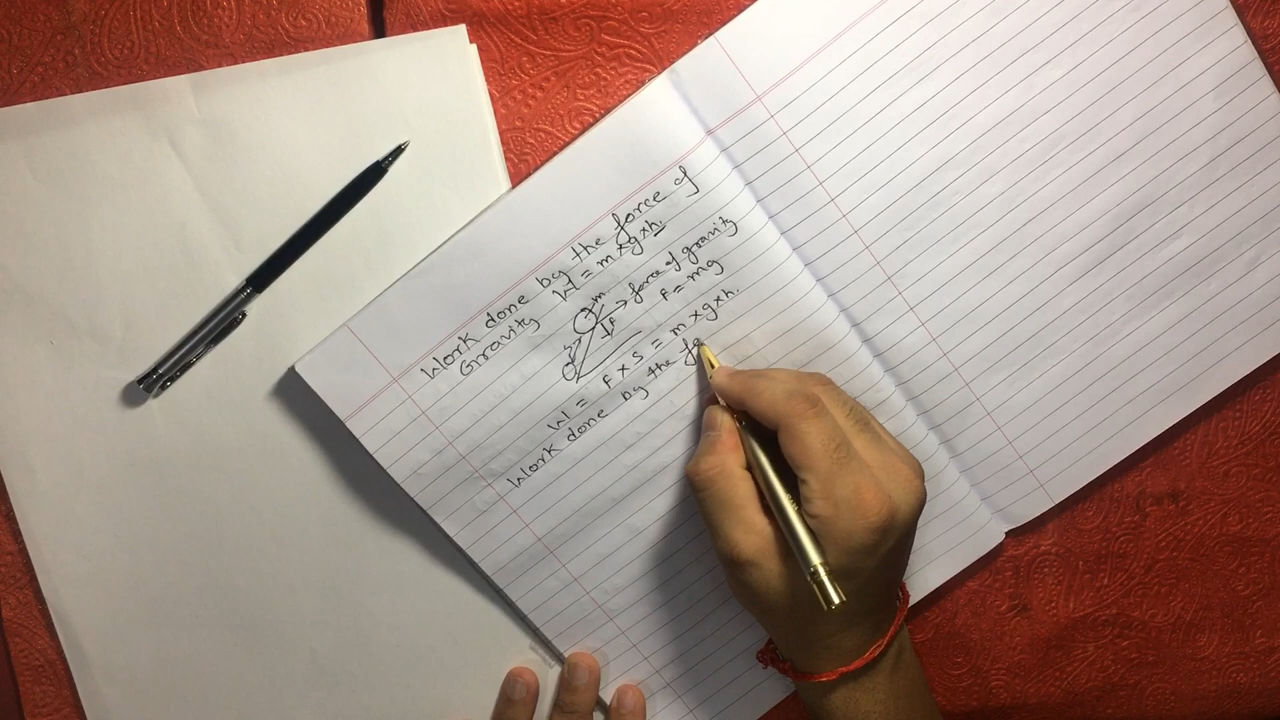 Work done by the force of
Gravity W = m×g×h.
m
→ force of gravity
F
F = mg
S
W = F × S = m×g×h.
Work done by the fo